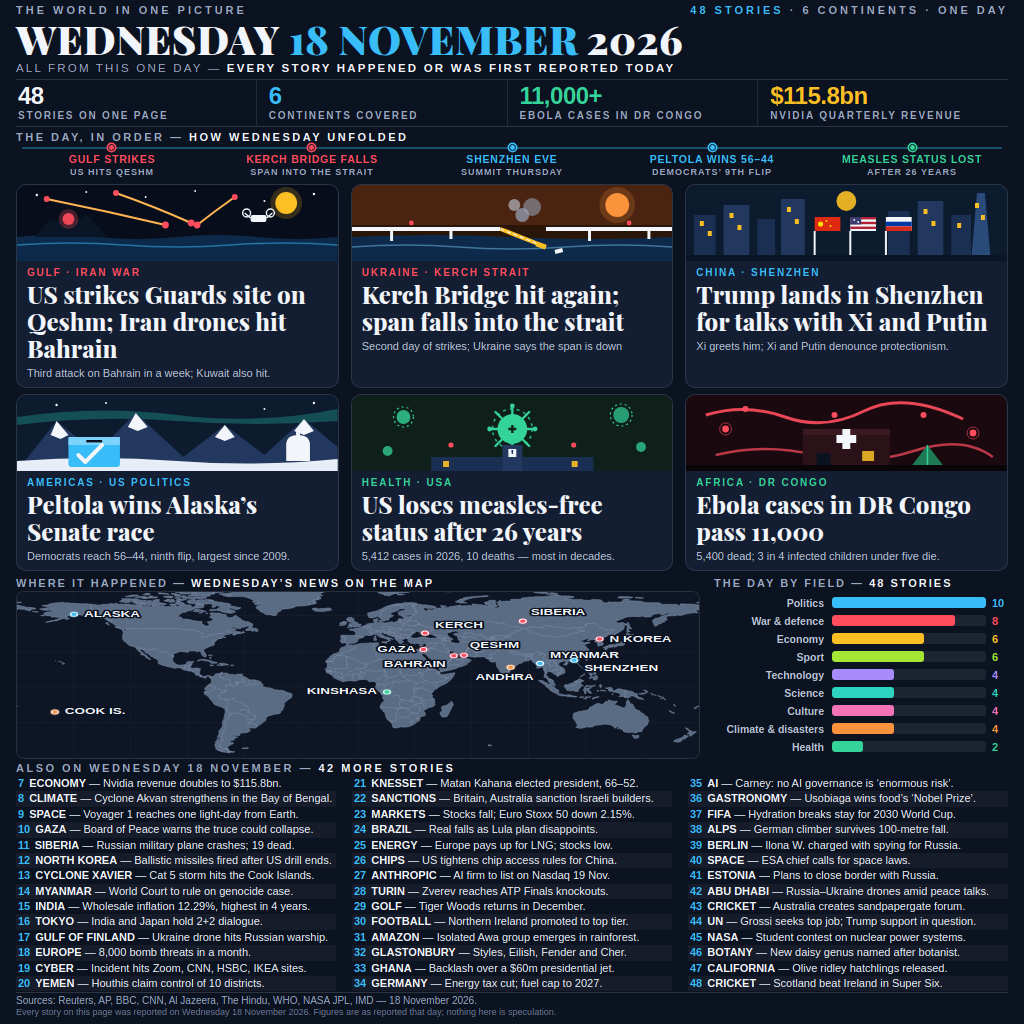 THE WORLD IN ONE PICTURE
48 STORIES · 6 CONTINENTS · ONE DAY
WEDNESDAY 18 NOVEMBER 2026
ALL FROM THIS ONE DAY — EVERY STORY HAPPENED OR WAS FIRST REPORTED TODAY
48
STORIES ON ONE PAGE
6
CONTINENTS COVERED
11,000+
EBOLA CASES IN DR CONGO
$115.8bn
NVIDIA QUARTERLY REVENUE
THE DAY, IN ORDER — HOW WEDNESDAY UNFOLDED
GULF STRIKES
US HITS QESHM
KERCH BRIDGE FALLS
SPAN INTO THE STRAIT
SHENZHEN EVE
SUMMIT THURSDAY
PELTOLA WINS 56–44
DEMOCRATS' 9TH FLIP
MEASLES STATUS LOST
AFTER 26 YEARS
GULF · IRAN WAR
US strikes Guards site on
Qeshm; Iran drones hit
Bahrain
Third attack on Bahrain in a week; Kuwait also hit.
UKRAINE · KERCH STRAIT
Kerch Bridge hit again;
span falls into the strait
Second day of strikes; Ukraine says the span is down
CHINA · SHENZHEN
Trump lands in Shenzhen
for talks with Xi and Putin
Xi greets him; Xi and Putin denounce protectionism.
AMERICAS · US POLITICS
Peltola wins Alaska’s
Senate race
Democrats reach 56–44, ninth flip, largest since 2009.
HEALTH · USA
US loses measles-free
status after 26 years
5,412 cases in 2026, 10 deaths — most in decades.
AFRICA · DR CONGO
Ebola cases in DR Congo
pass 11,000
5,400 dead; 3 in 4 infected children under five die.
WHERE IT HAPPENED — WEDNESDAY’S NEWS ON THE MAP
ALASKA
SIBERIA
KERCH
N KOREA
GAZA
QESHM
MYANMAR
BAHRAIN
SHENZHEN
ANDHRA
KINSHASA
COOK IS.
THE DAY BY FIELD — 48 STORIES
Politics 10
War & defence 8
Economy 6
Sport 6
Technology 4
Science 4
Culture 4
Climate & disasters 4
Health 2
ALSO ON WEDNESDAY 18 NOVEMBER — 42 MORE STORIES
7 ECONOMY — Nvidia revenue doubles to $115.8bn.
8 CLIMATE — Cyclone Akvan strengthens in the Bay of Bengal.
9 SPACE — Voyager 1 reaches one light-day from Earth.
10 GAZA — Board of Peace warns the truce could collapse.
11 SIBERIA — Russian military plane crashes; 19 dead.
12 NORTH KOREA — Ballistic missiles fired after US drill ends.
13 CYCLONE XAVIER — Cat 5 storm hits the Cook Islands.
14 MYANMAR — World Court to rule on genocide case.
15 INDIA — Wholesale inflation 12.29%, highest in 4 years.
16 TOKYO — India and Japan hold 2+2 dialogue.
17 GULF OF FINLAND — Ukraine drone hits Russian warship.
18 EUROPE — 8,000 bomb threats in a month.
19 CYBER — Incident hits Zoom, CNN, HSBC, IKEA sites.
20 YEMEN — Houthis claim control of 10 districts.
21 KNESSET — Matan Kahana elected president, 66–52.
22 SANCTIONS — Britain, Australia sanction Israeli builders.
23 MARKETS — Stocks fall; Euro Stoxx 50 down 2.15%.
24 BRAZIL — Real falls as Lula plan disappoints.
25 ENERGY — Europe pays up for LNG; stocks low.
26 CHIPS — US tightens chip access rules for China.
27 ANTHROPIC — AI firm to list on Nasdaq 19 Nov.
28 TURIN — Zverev reaches ATP Finals knockouts.
29 GOLF — Tiger Woods returns in December.
30 FOOTBALL — Northern Ireland promoted to top tier.
31 AMAZON — Isolated Awa group emerges in rainforest.
32 GLASTONBURY — Styles, Eilish, Fender and Cher.
33 GHANA — Backlash over a $60m presidential jet.
34 GERMANY — Energy tax cut; fuel cap to 2027.
35 AI — Carney: no AI governance is ‘enormous risk’.
36 GASTRONOMY — Usobiaga wins food’s ‘Nobel Prize’.
37 FIFA — Hydration breaks stay for 2030 World Cup.
38 ALPS — German climber survives 100-metre fall.
39 BERLIN — Ilona W. charged with spying for Russia.
40 SPACE — ESA chief calls for space laws.
41 ESTONIA — Plans to close border with Russia.
42 ABU DHABI — Russia–Ukraine drones amid peace talks.
43 CRICKET — Australia creates sandpapergate forum.
44 UN — Grossi seeks top job; Trump support in question.
45 NASA — Student contest on nuclear power systems.
46 BOTANY — New daisy genus named after botanist.
47 CALIFORNIA — Olive ridley hatchlings released.
48 CRICKET — Scotland beat Ireland in Super Six.
Sources: Reuters, AP, BBC, CNN, Al Jazeera, The Hindu, WHO, NASA JPL, IMD — 18 November 2026.
Every story on this page was reported on Wednesday 18 November 2026. Figures are as reported that day; nothing here is speculation.